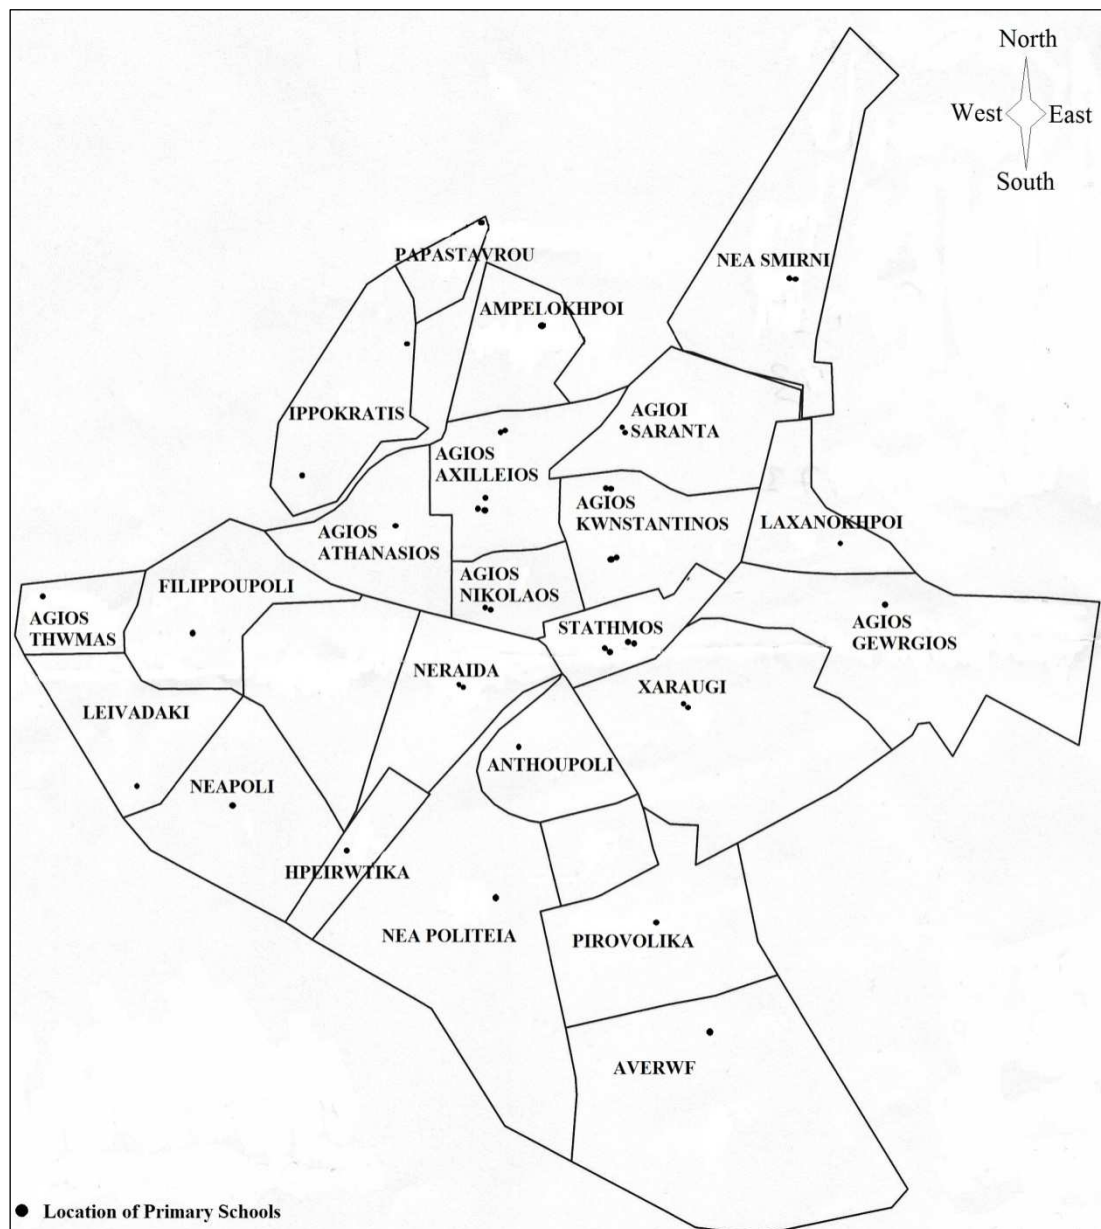 North
West
East
South
PAPASTAVROU
NEA SMIRNI
AMPELOKHPOI
IPPOKRATIS
AGIOI
SARANTA
AGIOS
AXILLEIOS
AGIOS
KWNSTANTINOS
LAXANOKHPOI
AGIOS
ATHANASIOS
AGIOS
NIKOLAOS
FILIPPOUPOLI
AGIOS
THWMAS
STATHMOS
AGIOS
GEWRGIOS
NERAIDA
XARAUGI
LEIVADAKI
ANTHOUPOLI
NEAPOLI
HPEIRWTIKA
NEA POLITEIA
PIROVOLIKA
AVERWF
Location of Primary Schools